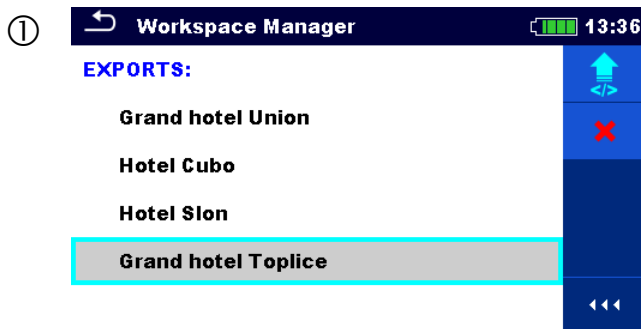 ①
Workspace Manager 13:36
EXPORTS:
</>
Grand hotel Union
Hotel Cubo
Hotel Slon
Grand hotel Toplice